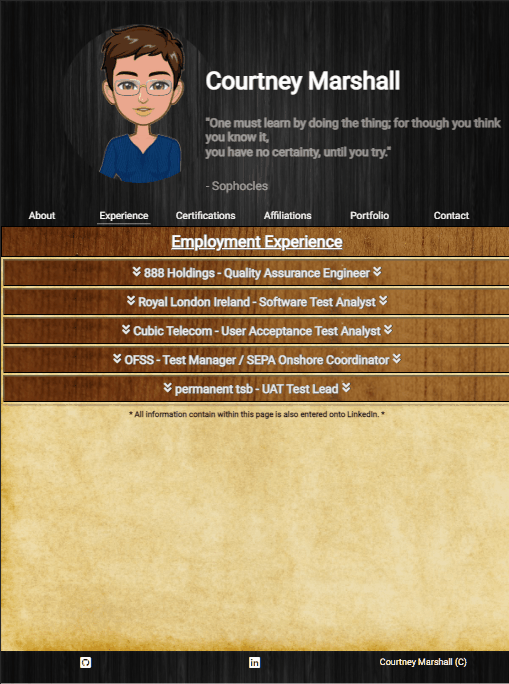 Courtney Marshall
"One must learn by doing the thing; for though you think
you know it,
you have no certainty, until you try."
- Sophocles
About Experience Certifications Affiliations Portfolio Contact
Employment Experience
888 Holdings - Quality Assurance Engineer
Royal London Ireland - Software Test Analyst
Cubic Telecom - User Acceptance Test Analyst
OFSS - Test Manager / SEPA Onshore Coordinator
permanent tsb - UAT Test Lead
* All information contain within this page is also entered onto LinkedIn. *
in Courtney Marshall (C)